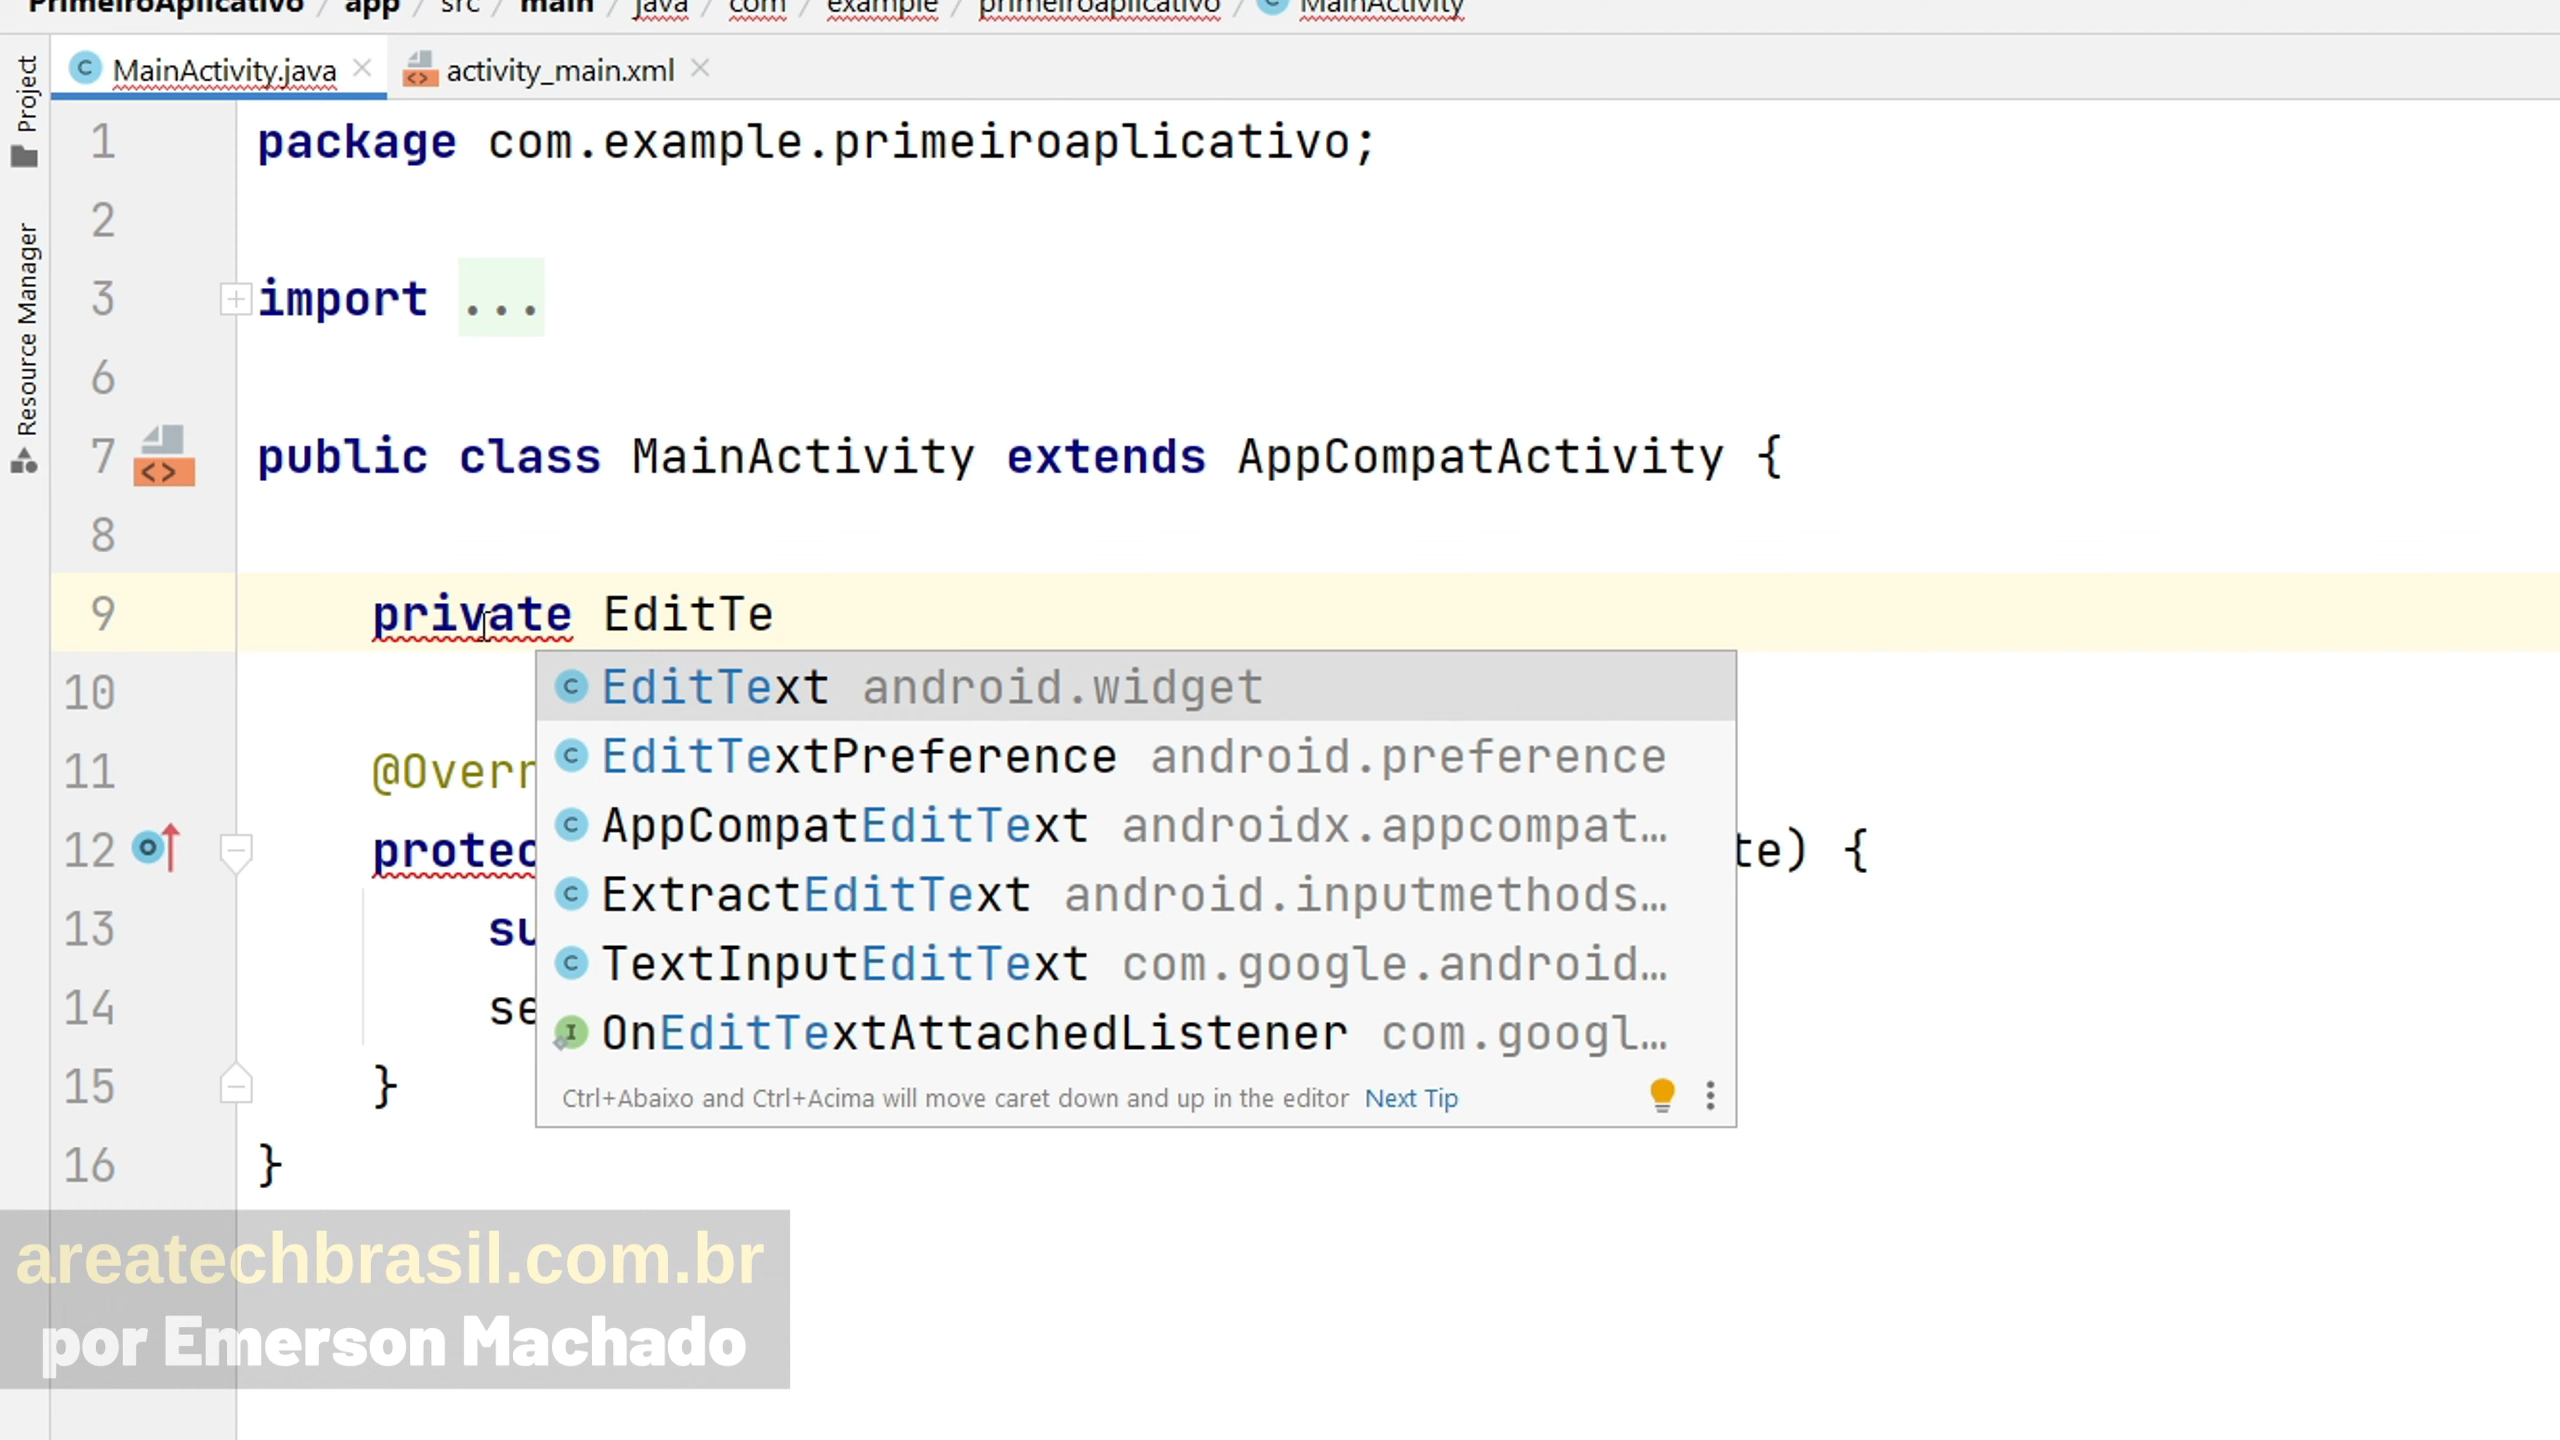 PrimeiroAplicativo / app / src / main / java / com / example / primeiroaplicativo / MainActivity
MainActivity.java
activity_main.xml
Project
Resource Manager
1 package com.example.primeiroaplicativo;
2
3 import ...
6
7 public class MainActivity extends AppCompatActivity {
8
9 private EditTe
EditText android.widget
10
EditTextPreference android.preference
11 @Overr
AppCompatEditText androidx.appcompat…
12 protec te) {
ExtractEditText android.inputmethods…
13 su
TextInputEditText com.google.android…
14 se
OnEditTextAttachedListener com.googl…
15 }
Ctrl+Abaixo and Ctrl+Acima will move caret down and up in the editor Next Tip
16 }
areatechbrasil.com.br
por Emerson Machado